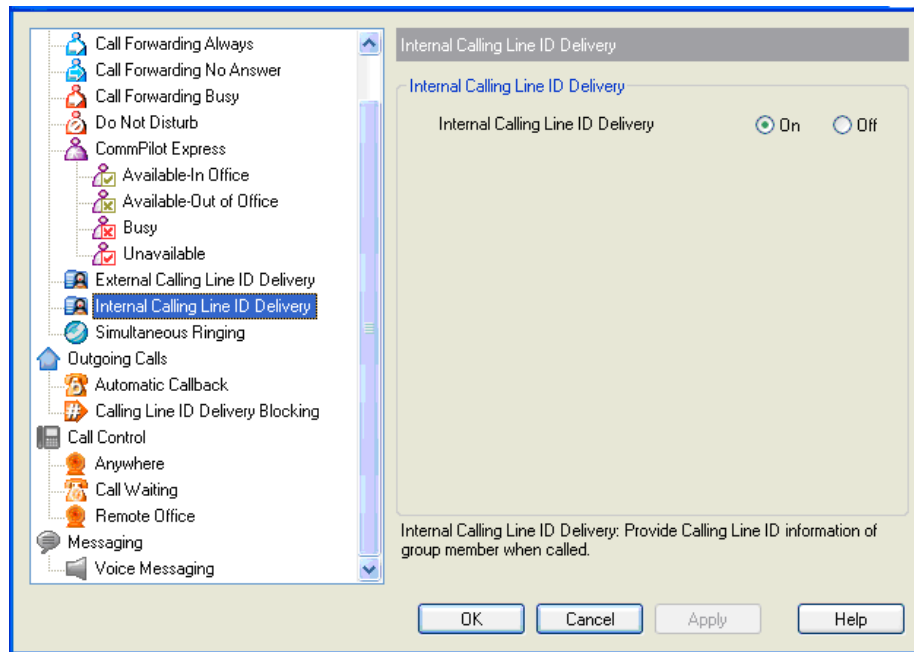 Call Forwarding Always
Call Forwarding No Answer
Call Forwarding Busy
Do Not Disturb
CommPilot Express
Available-In Office
Available-Out of Office
Busy
Unavailable
External Calling Line ID Delivery
Internal Calling Line ID Delivery
Simultaneous Ringing
Outgoing Calls
Automatic Callback
Calling Line ID Delivery Blocking
Call Control
Anywhere
Call Waiting
Remote Office
Messaging
Voice Messaging
Internal Calling Line ID Delivery
Internal Calling Line ID Delivery
Internal Calling Line ID Delivery On Off
Internal Calling Line ID Delivery: Provide Calling Line ID information of
group member when called.
OK Cancel Apply Help